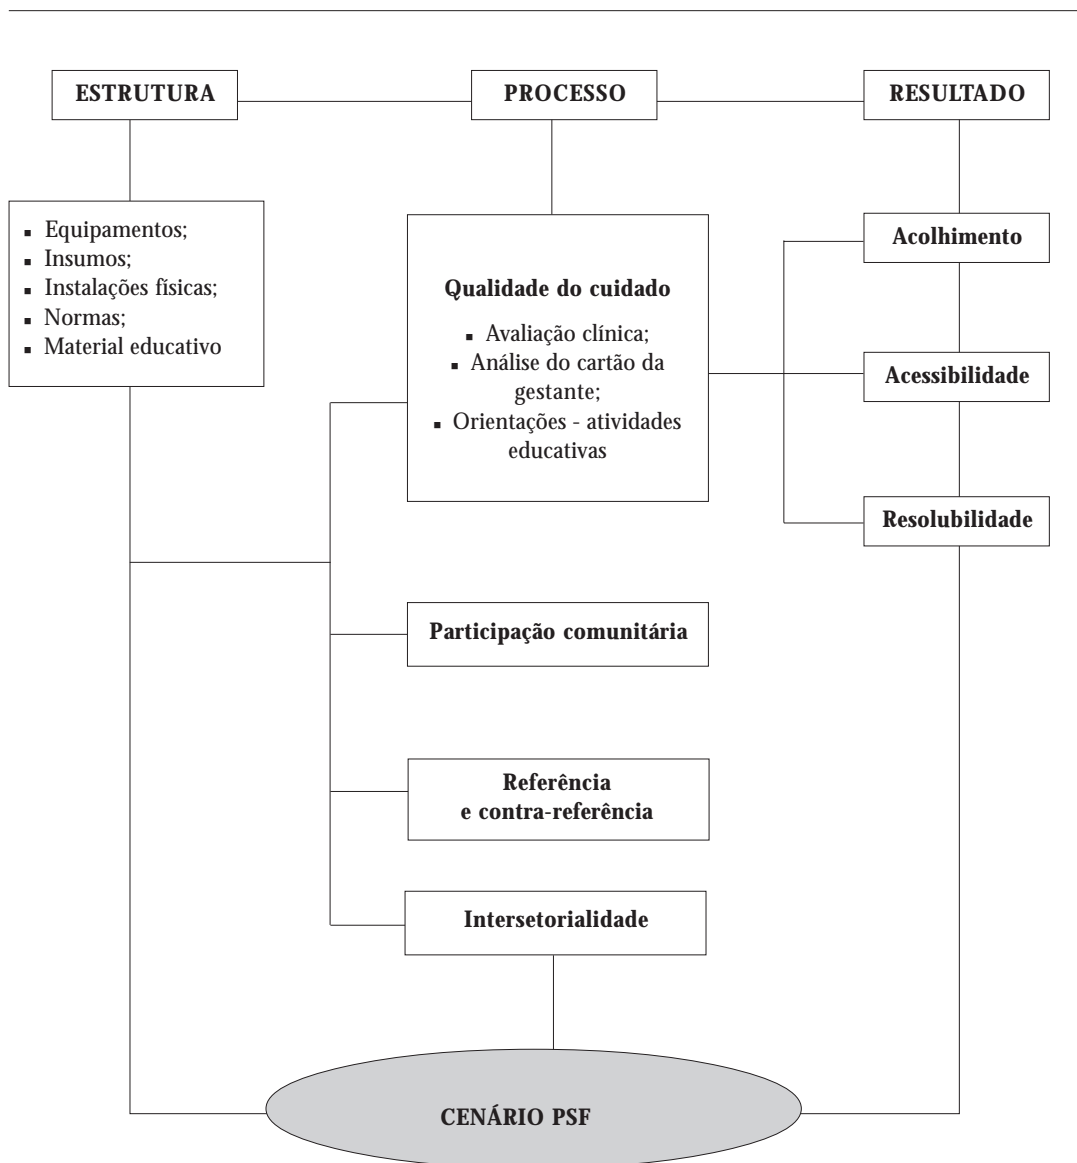 ESTRUTURA
PROCESSO
RESULTADO
▪ Equipamentos;
▪ Insumos;
▪ Instalações físicas;
▪ Normas;
▪ Material educativo
Qualidade do cuidado
▪ Avaliação clínica;
▪ Análise do cartão da
gestante;
▪ Orientações - atividades
educativas
Acolhimento
Acessibilidade
Resolubilidade
Participação comunitária
Referência
e contra-referência
Intersetorialidade
CENÁRIO PSF